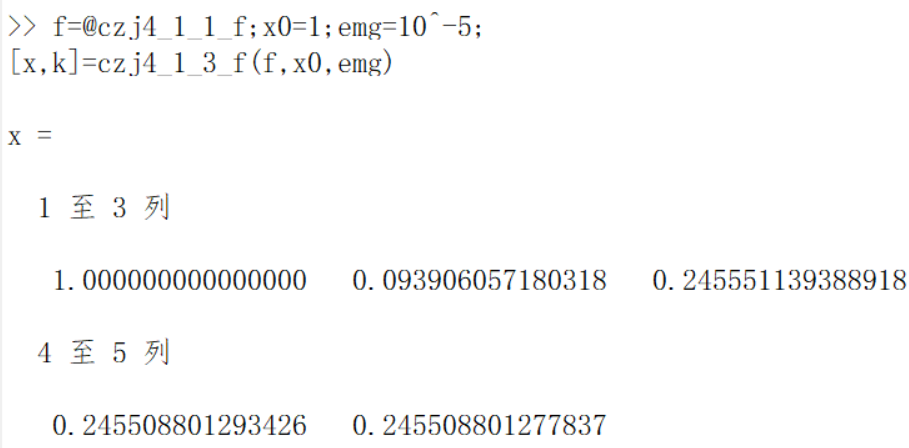 >> f=@czj4_1_1_f;x0=1;emg=10^-5;
[x,k]=czj4_1_3_f(f,x0,emg)
x =
1 至 3 列
1.000000000000000 0.093906057180318 0.245551139388918
4 至 5 列
0.245508801293426 0.245508801277837